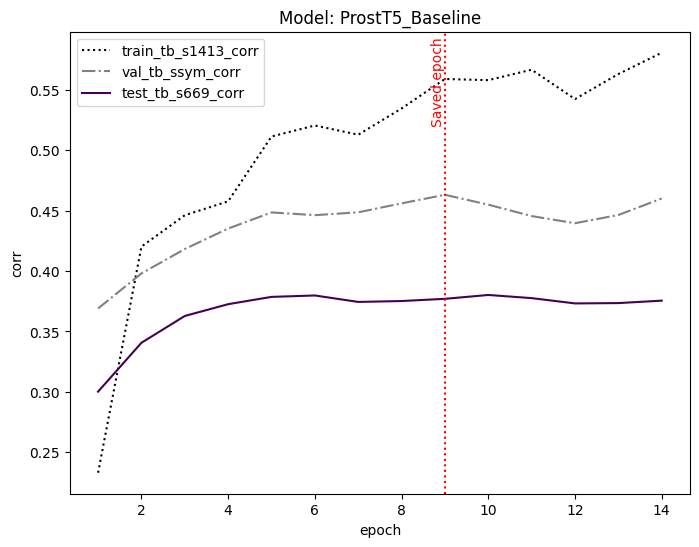 Model: ProstT5_Baseline
train_tb_s1413_corr
val_tb_ssym_corr
test_tb_s669_corr
Saved epoch
0.55
0.50
0.45
0.40
0.35
0.30
0.25
corr
2
4
6
8
10
12
14
epoch